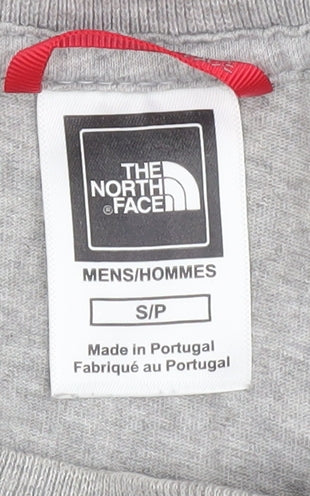 THE
NORTH
®FACE
MENS/HOMMES
S/P
Made in Portugal
Fabriqué au Portugal